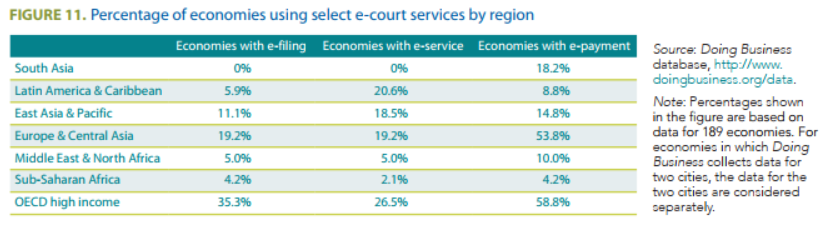 FIGURE 11. Percentage of economies using select e-court services by region
Economies with e-filing Economies with e-service Economies with e-payment
South Asia 0% 0% 18.2%
Latin America & Caribbean 5.9% 20.6% 8.8%
East Asia & Pacific 11.1% 18.5% 14.8%
Europe & Central Asia 19.2% 19.2% 53.8%
Middle East & North Africa 5.0% 5.0% 10.0%
Sub-Saharan Africa 4.2% 2.1% 4.2%
OECD high income 35.3% 26.5% 58.8%
Source: Doing Business
database, http://www.
doingbusiness.org/data.
Note: Percentages shown
in the figure are based on
data for 189 economies. For
economies in which Doing
Business collects data for
two cities, the data for the
two cities are considered
separately.